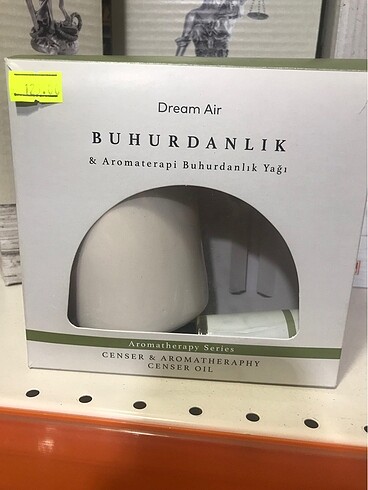 Dream Air
BUHURDANLIK
& Aromaterapi Buhurdanlık Yağı
Aromatherapy Series
CENSER & AROMATHERAPHY
CENSER OIL